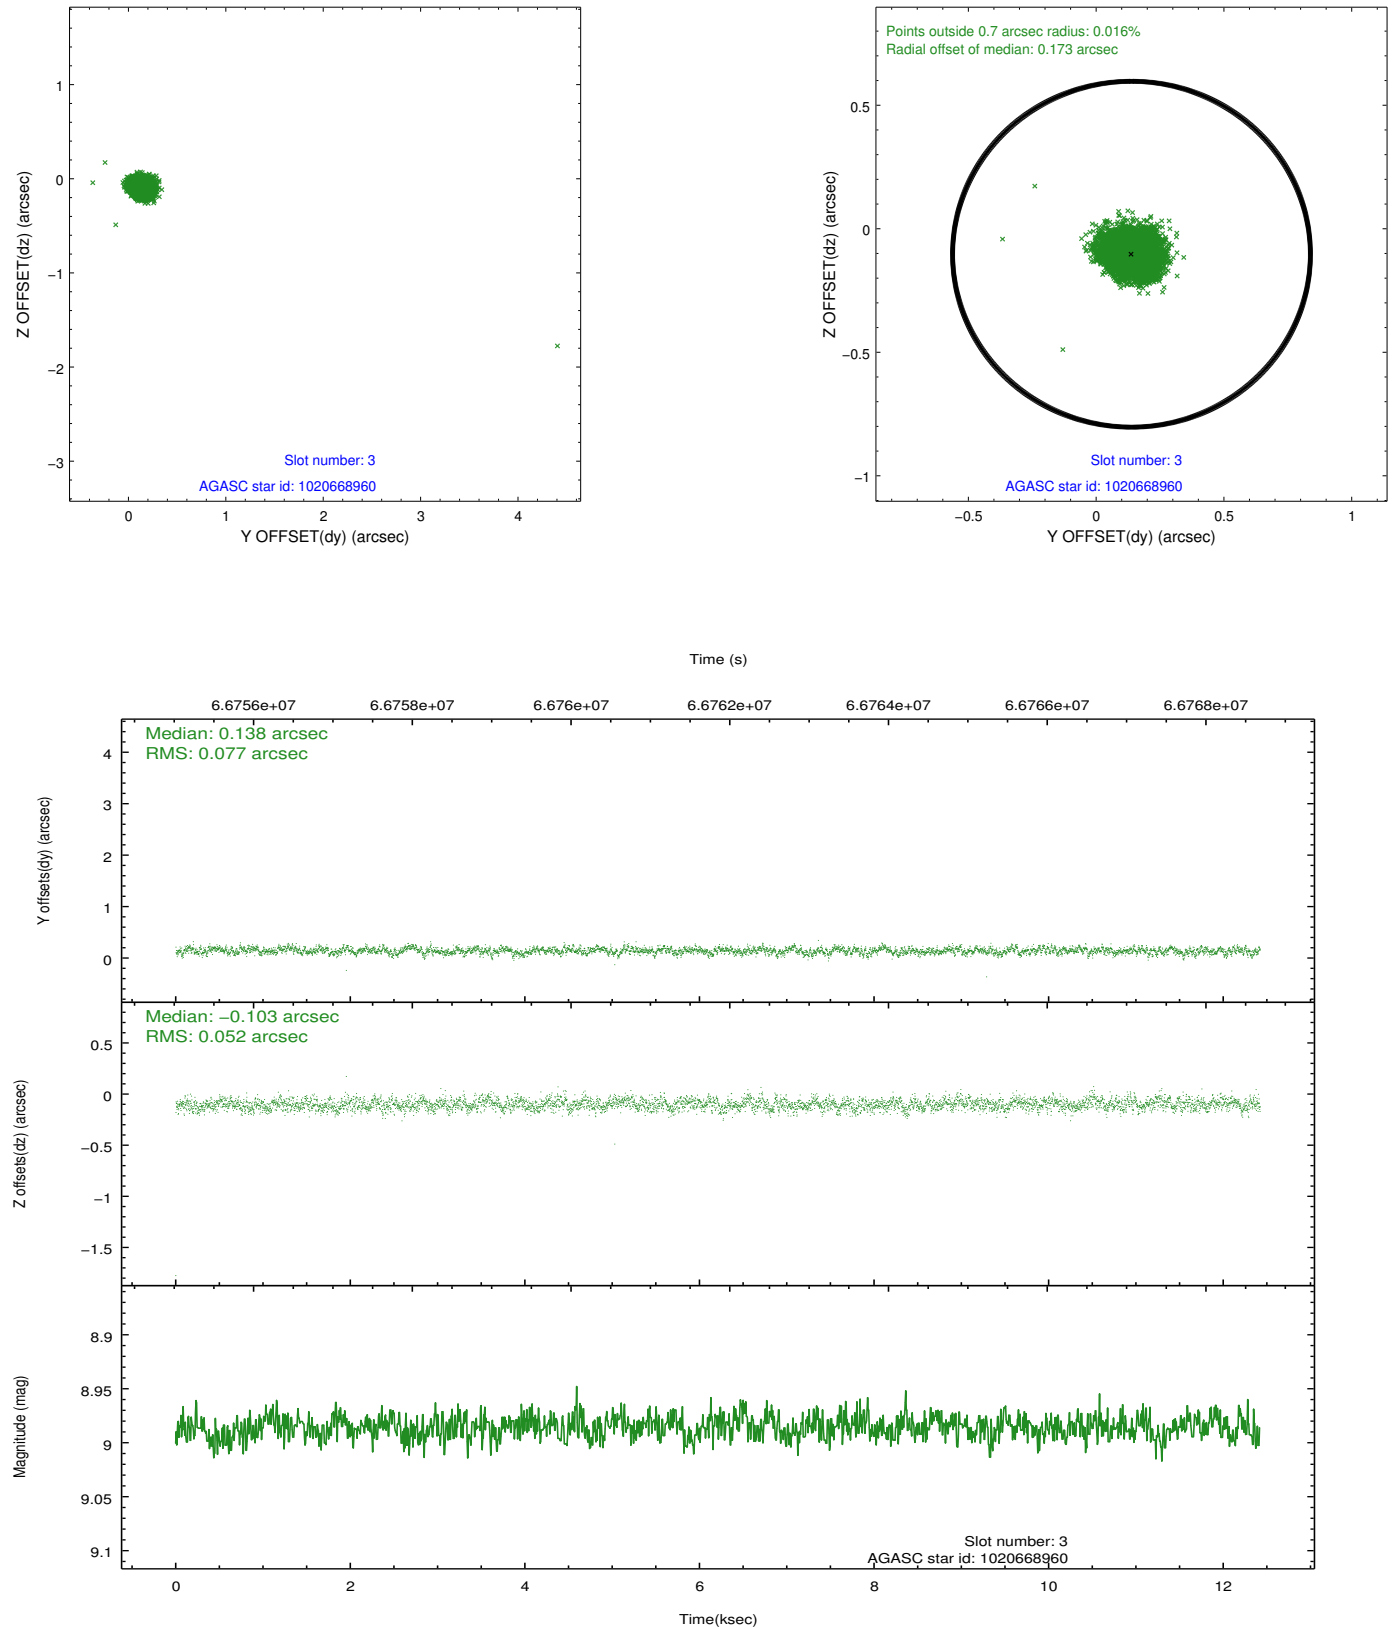 1
0
−1
−2
−3
Z OFFSET(dz) (arcsec)
Slot number: 3
AGASC star id: 1020668960
0 1 2 3 4
Y OFFSET(dy) (arcsec)
Points outside 0.7 arcsec radius: 0.016%
Radial offset of median: 0.173 arcsec
0.5
0
−0.5
−1
Z OFFSET(dz) (arcsec)
Slot number: 3
AGASC star id: 1020668960
−0.5 0 0.5 1
Y OFFSET(dy) (arcsec)
Time (s)
6.6756e+07 6.6758e+07 6.676e+07 6.6762e+07 6.6764e+07 6.6766e+07 6.6768e+07
Median: 0.138 arcsec
RMS: 0.077 arcsec
4
3
2
1
0
Y offsets(dy) (arcsec)
Median: −0.103 arcsec
RMS: 0.052 arcsec
0.5
0
−0.5
−1
−1.5
Z offsets(dz) (arcsec)
8.9
8.95
9
9.05
9.1
Magnitude (mag)
Slot number: 3
AGASC star id: 1020668960
0 2 4 6 8 10 12
Time(ksec)